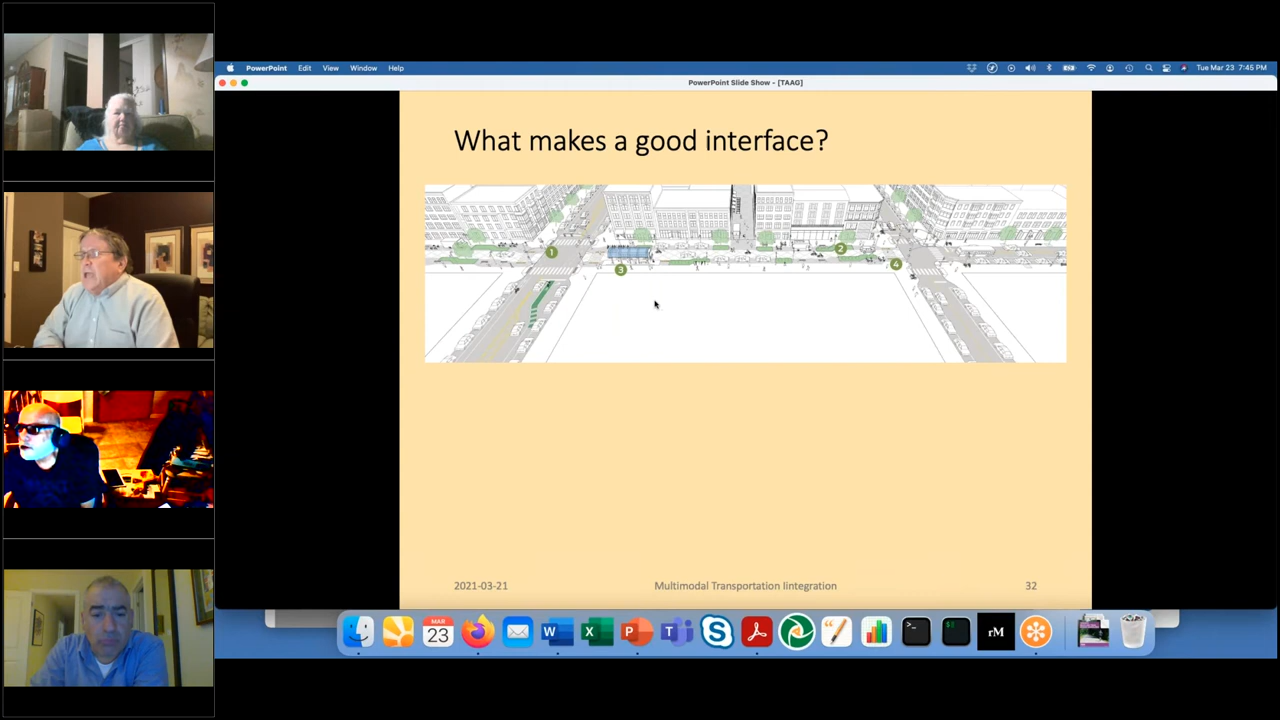 PowerPoint Edit View Window Help
Tue Mar 23 7:45 PM
PowerPoint Slide Show - [TAAG]
What makes a good interface?
1
2
3
4
2021-03-21
Multimodal Transportation Iintegration
32
MAR
23
W
X
P
T
S
>_
$
rM